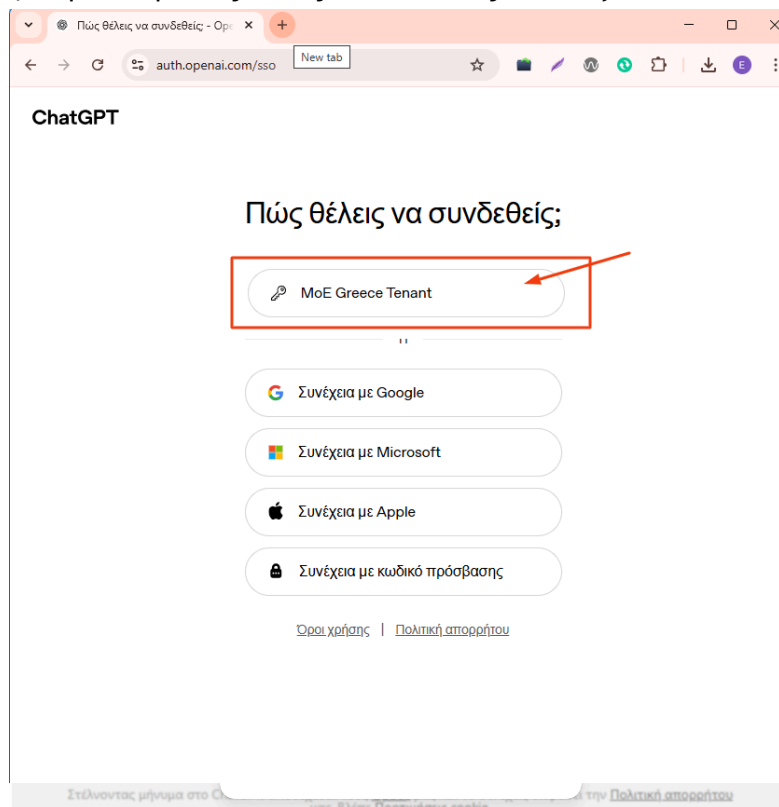 Πώς θέλεις να συνδεθείς; - Ope
New tab
auth.openai.com/sso
E
ChatGPT
Πώς θέλεις να συνδεθείς;
MoE Greece Tenant
Συνέχεια με Google
Συνέχεια με Microsoft
Συνέχεια με Apple
Συνέχεια με κωδικό πρόσβασης
Όροι χρήσης | Πολιτική απορρήτου
Στέλνοντας μήνυμα στο C την Πολιτική απορρήτου